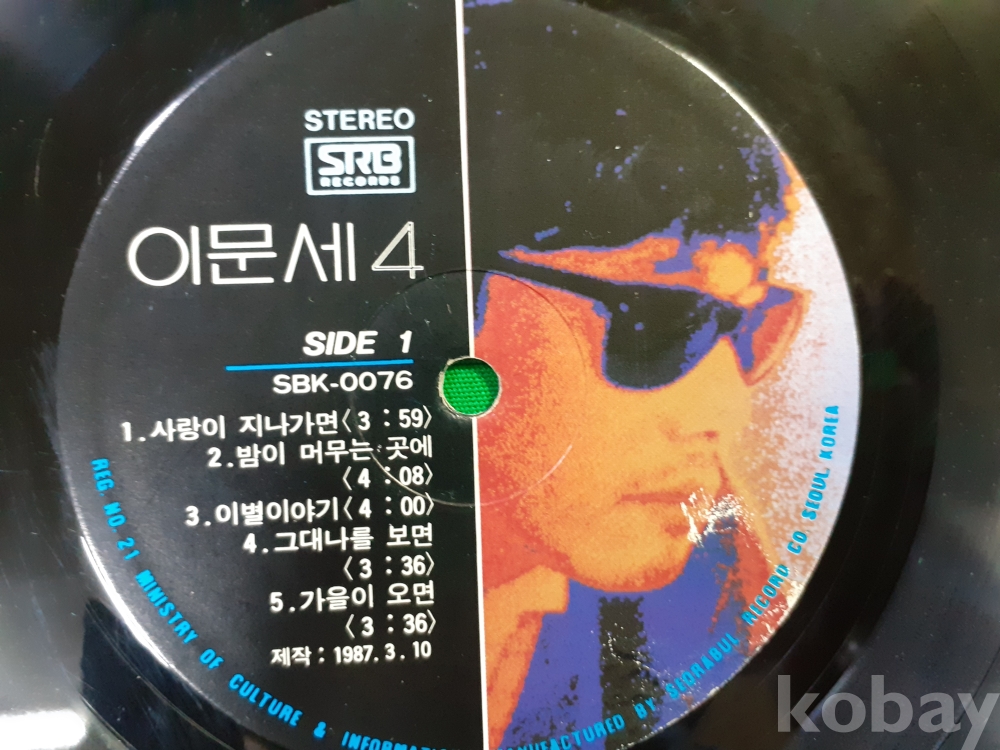 STEREO
SRB
RECORDS
이문세 4
SIDE 1
SBK-0076
1.사랑이 지나가면〈3 : 59〉
2.밤이 머무는 곳에
〈4 : 08〉
3.이별이야기〈4 : 00〉
4.그대나를 보면
〈3 : 36〉
5.가을이 오면
〈3 : 36〉
제작 : 1987. 3. 10
REG. NO. 21 MINISTRY OF CULTURE & INFORMATI
NUFACTURED BY SEORABUL RICORD CO SEOUL KOREA
kobay